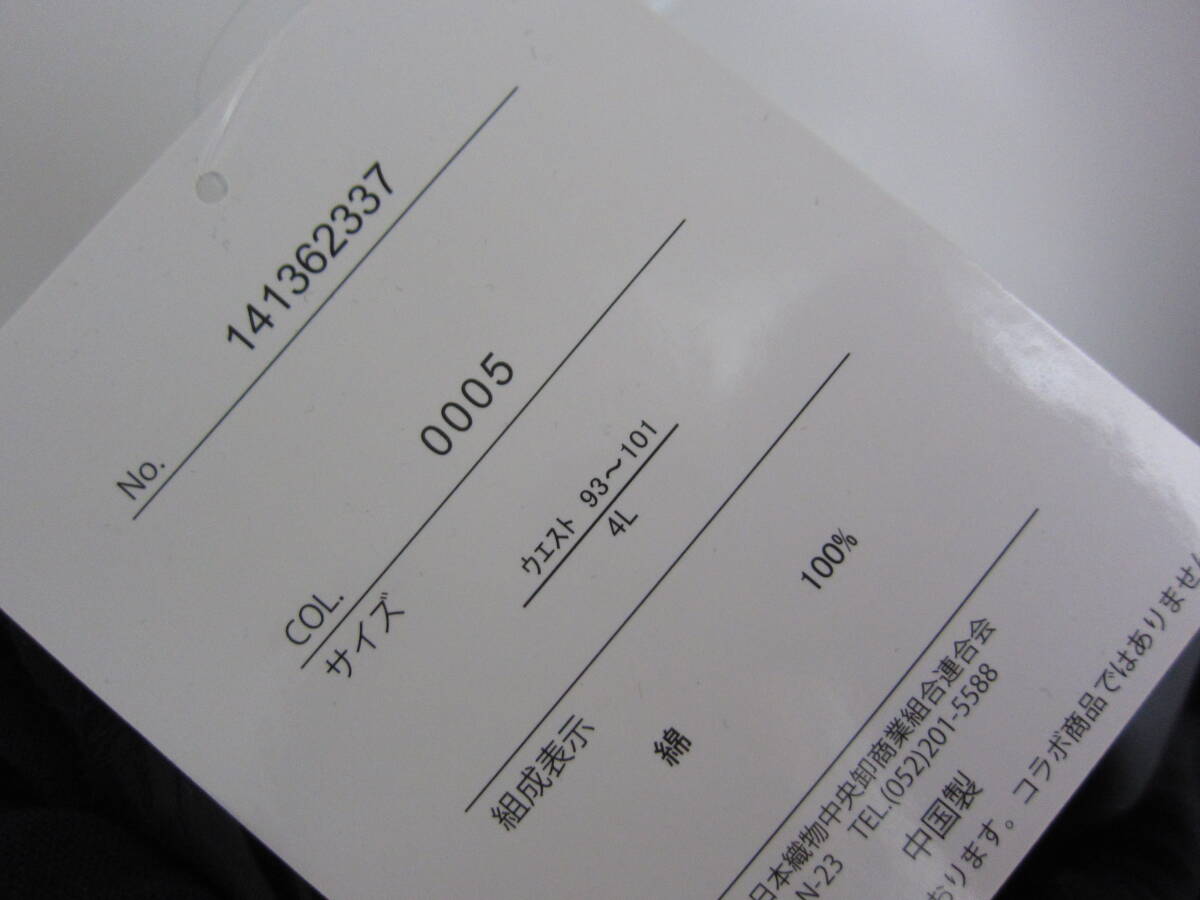 No. 141362337
COL. 0005
サイズ ウエスト 93～101
4L
組成表示
綿 100%
日本織物中央卸商業組合連合会
N-23 TEL.(052)201-5588
中国製
おります。コラボ商品ではありません